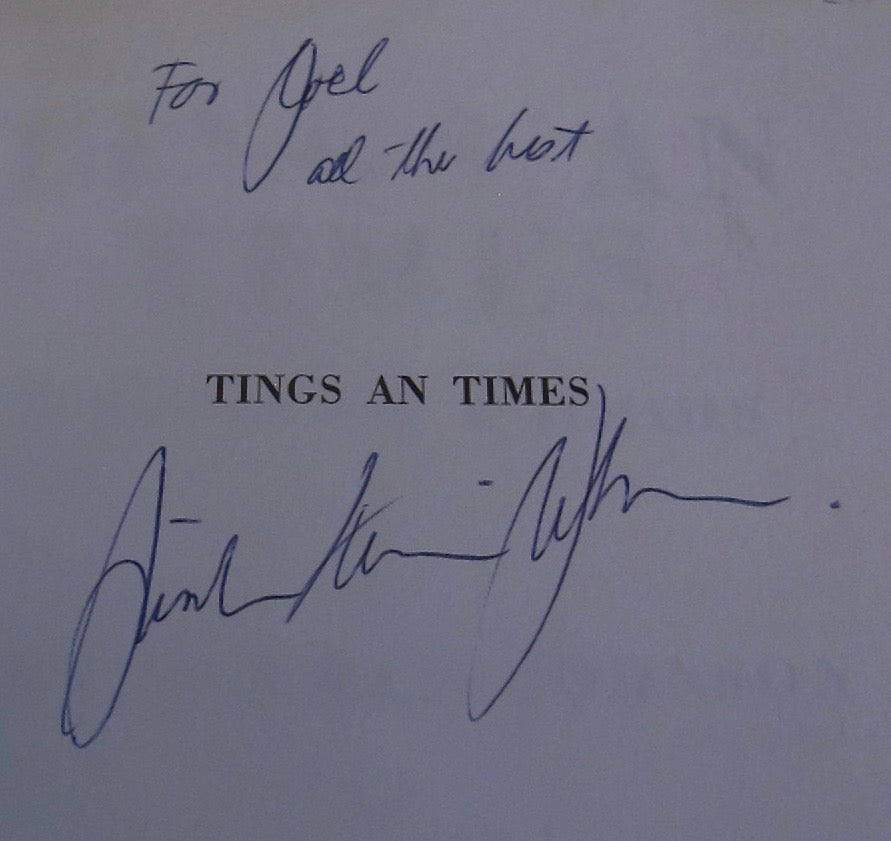 For Joel
all the best
TINGS AN TIMES